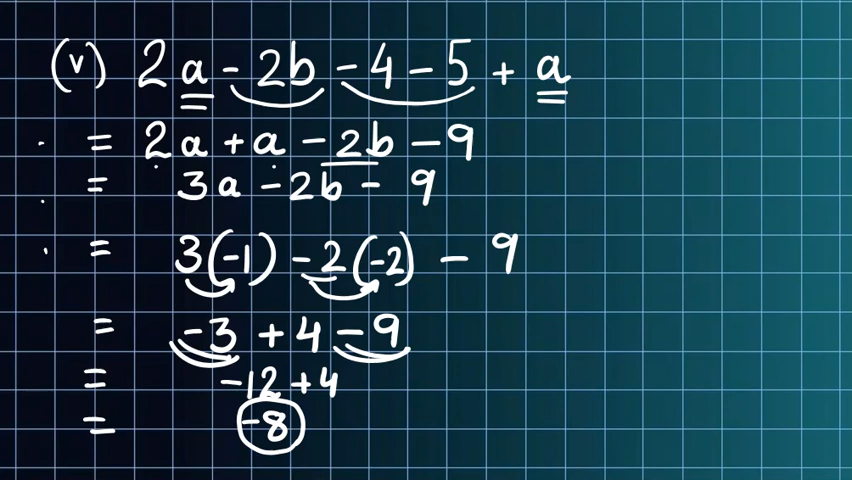 (v) 2a - 2b - 4 - 5 + a
= 2a + a - 2b - 9
= 3a - 2b - 9
= 3(-1) - 2(-2) - 9
= -3 + 4 - 9
= -12 + 4
= -8